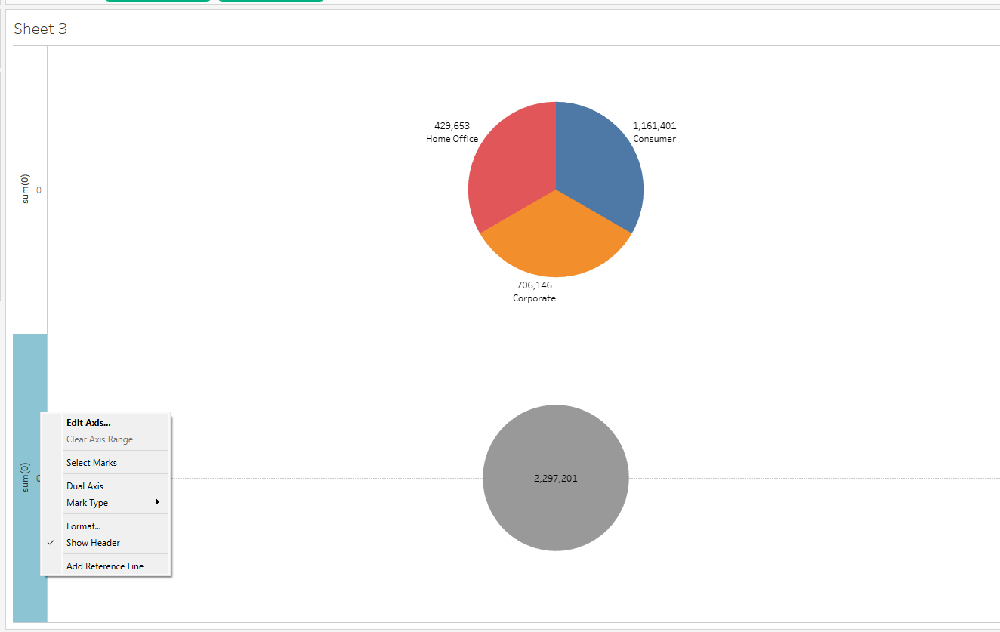 Sheet 3
429,653
Home Office
1,161,401
Consumer
sum(0)
0
706,146
Corporate
Edit Axis...
Clear Axis Range
Select Marks
Dual Axis
Mark Type
Format...
Show Header
Add Reference Line
sum(0)
0
2,297,201